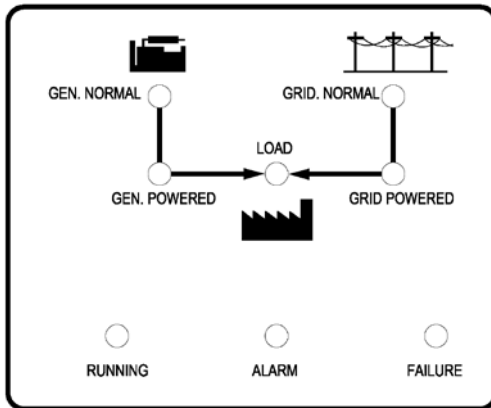 GEN. NORMAL
GRID. NORMAL
LOAD
GEN. POWERED
GRID POWERED
RUNNING
ALARM
FAILURE